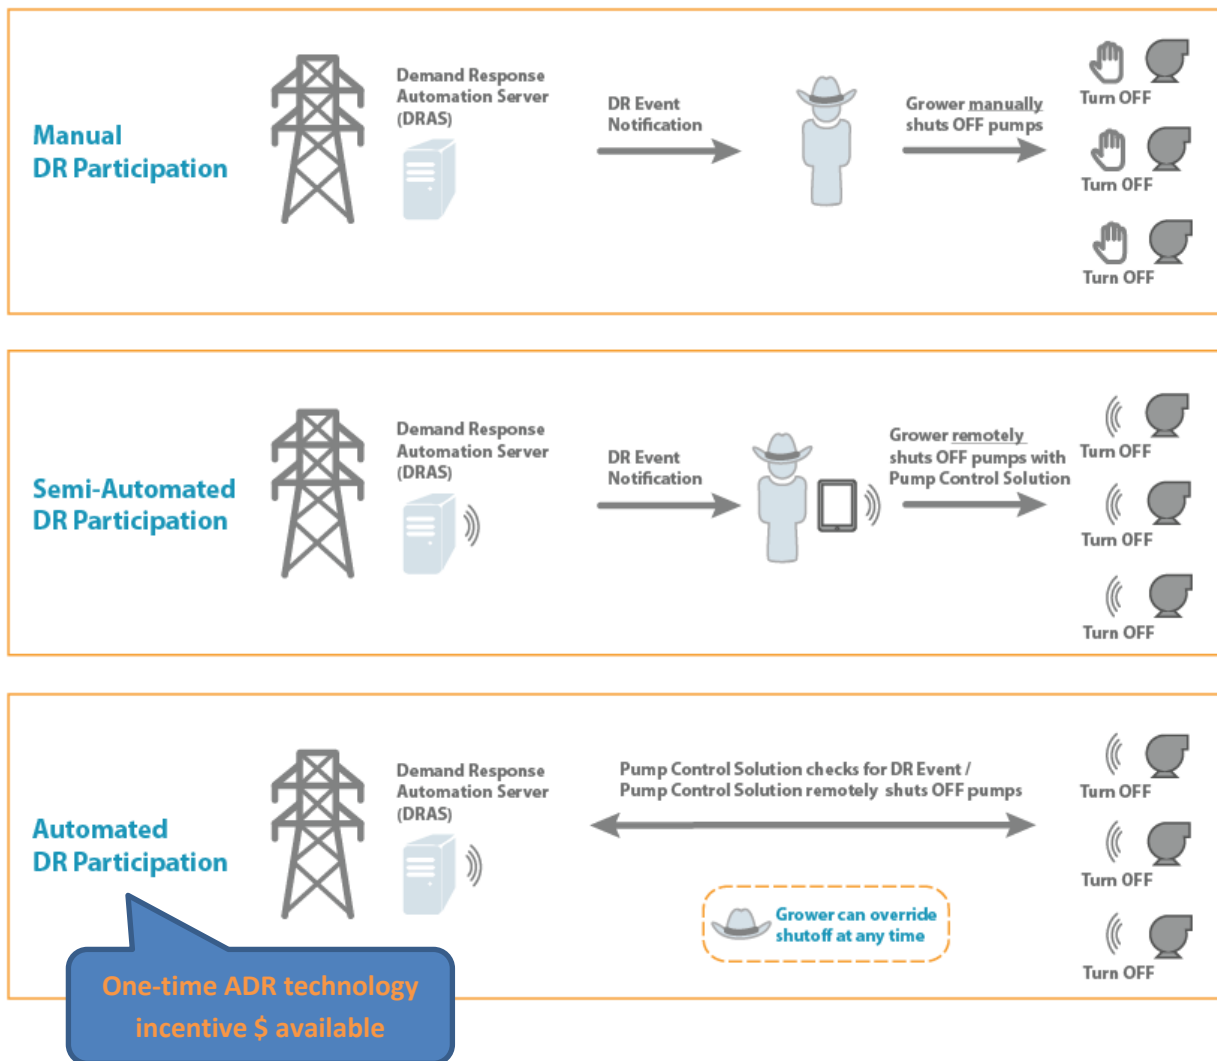 Manual
DR Participation
Demand Response
Automation Server
(DRAS)
DR Event
Notification
Grower manually
shuts OFF pumps
Turn OFF
Turn OFF
Turn OFF
Semi-Automated
DR Participation
Demand Response
Automation Server
(DRAS)
DR Event
Notification
Grower remotely
shuts OFF pumps with
Pump Control Solution
Turn OFF
Turn OFF
Turn OFF
Automated
DR Participation
Demand Response
Automation Server
(DRAS)
Pump Control Solution checks for DR Event /
Pump Control Solution remotely shuts OFF pumps
Grower can override
shutoff at any time
Turn OFF
Turn OFF
Turn OFF
One-time ADR technology
incentive $ available